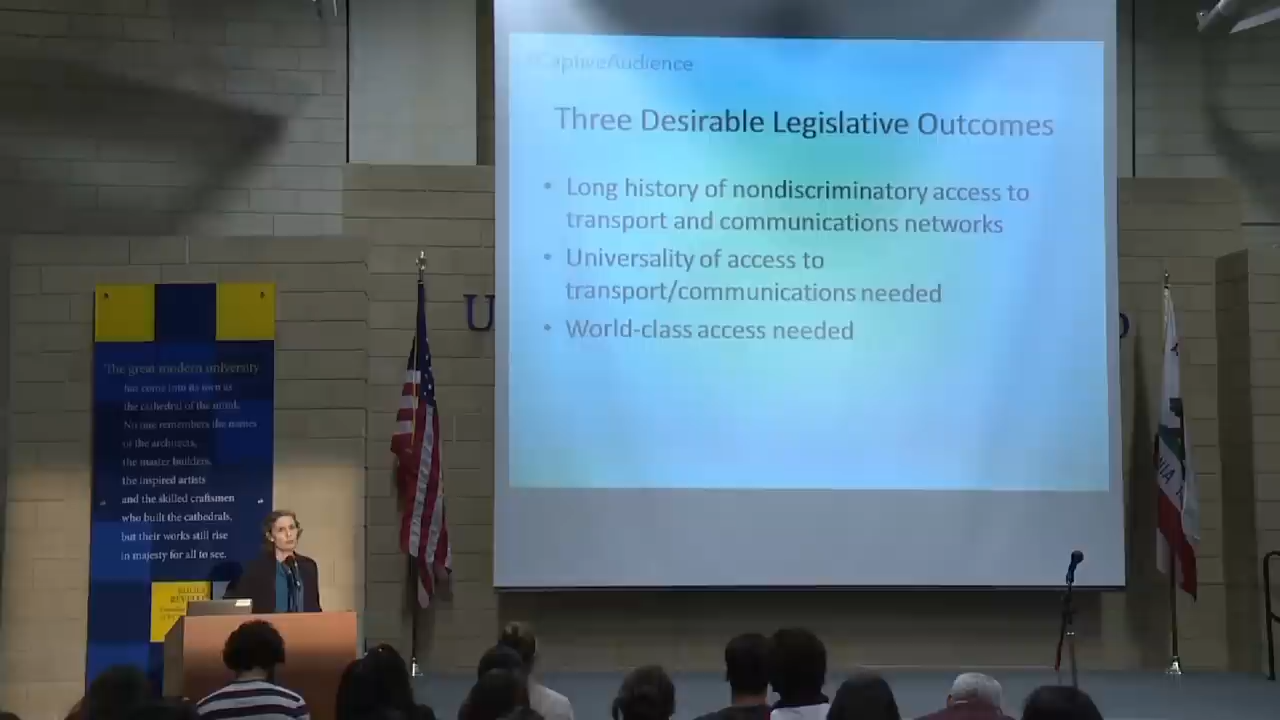 #CaptiveAudience
Three Desirable Legislative Outcomes
• Long history of nondiscriminatory access to
transport and communications networks
• Universality of access to
transport/communications needed
• World-class access needed
The great modern university
has come into its own as
the cathedral of the mind.
No one remembers the names
of the architects,
the master builders,
the inspired artists
and the skilled craftsmen
who built the cathedrals,
but their works still rise
in majesty for all to see.
REVELLE
U